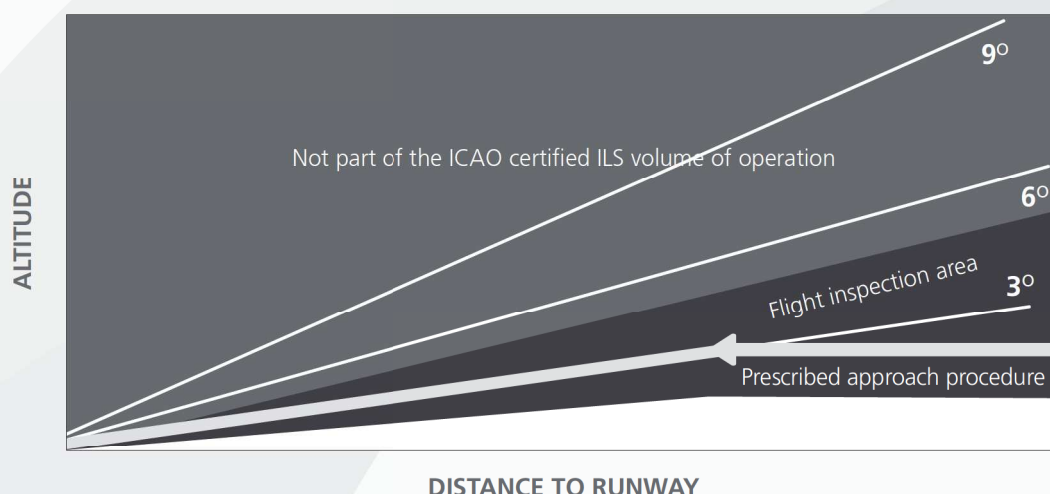 9°
Not part of the ICAO certified ILS volume of operation
6°
Flight inspection area
3°
Prescribed approach procedure
ALTITUDE
DISTANCE TO RUNWAY